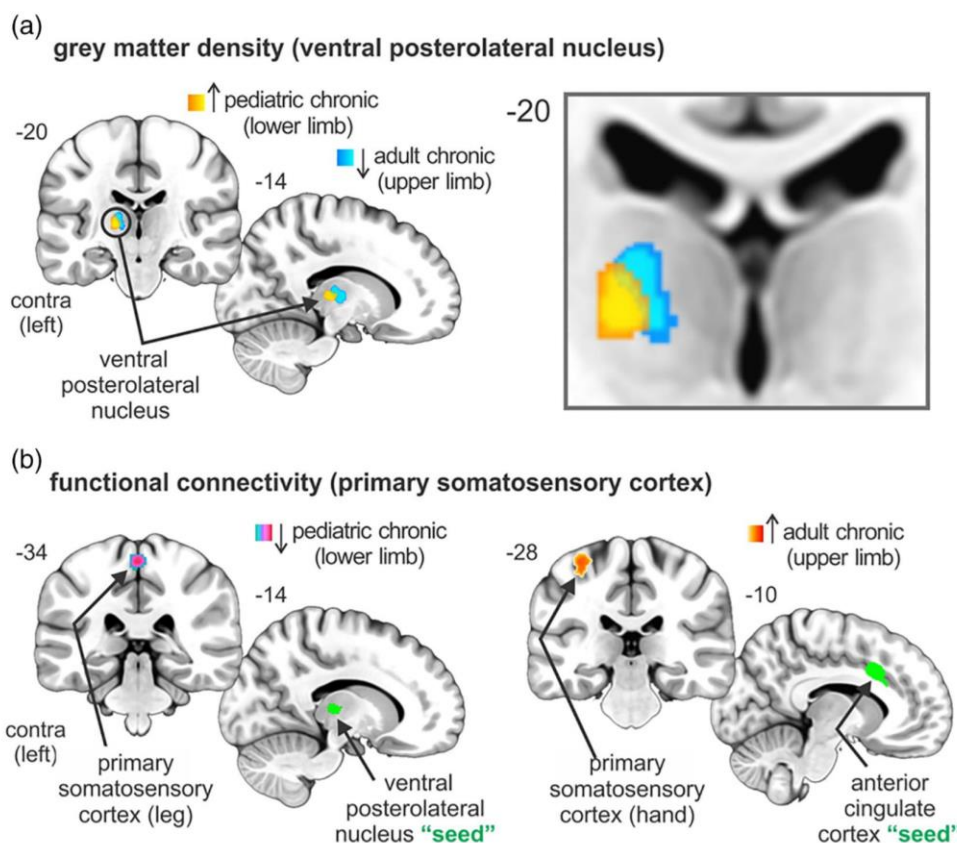 (a)
grey matter density (ventral posterolateral nucleus)
↑ pediatric chronic
(lower limb)
-20
↓ adult chronic
(upper limb)
-14
contra
(left)
ventral
posterolateral
nucleus
-20
(b)
functional connectivity (primary somatosensory cortex)
↓ pediatric chronic
(lower limb)
-34
-14
contra
(left)
primary
somatosensory
cortex (leg)
ventral
posterolateral
nucleus “seed”
↑ adult chronic
(upper limb)
-28
-10
primary
somatosensory
cortex (hand)
anterior
cingulate
cortex “seed’